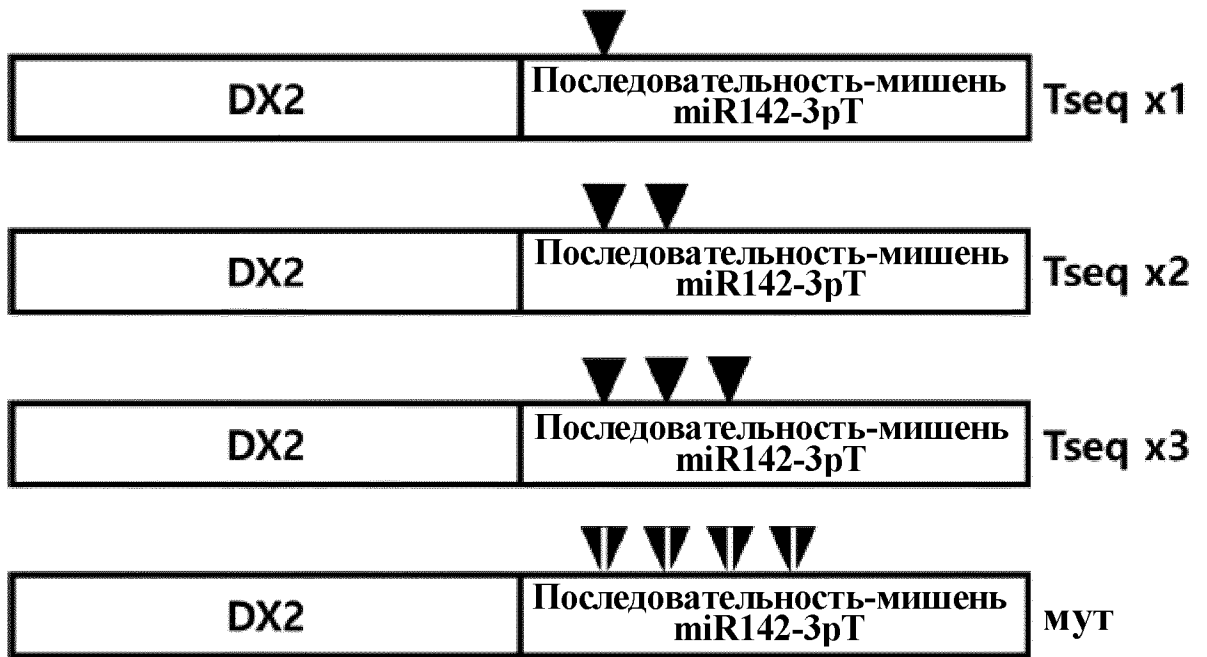 DX2
Последовательность-мишень
miR142-3pT
Tseq x1
DX2
Последовательность-мишень
miR142-3pT
Tseq x2
DX2
Последовательность-мишень
miR142-3pT
Tseq x3
DX2
Последовательность-мишень
miR142-3pT
мут